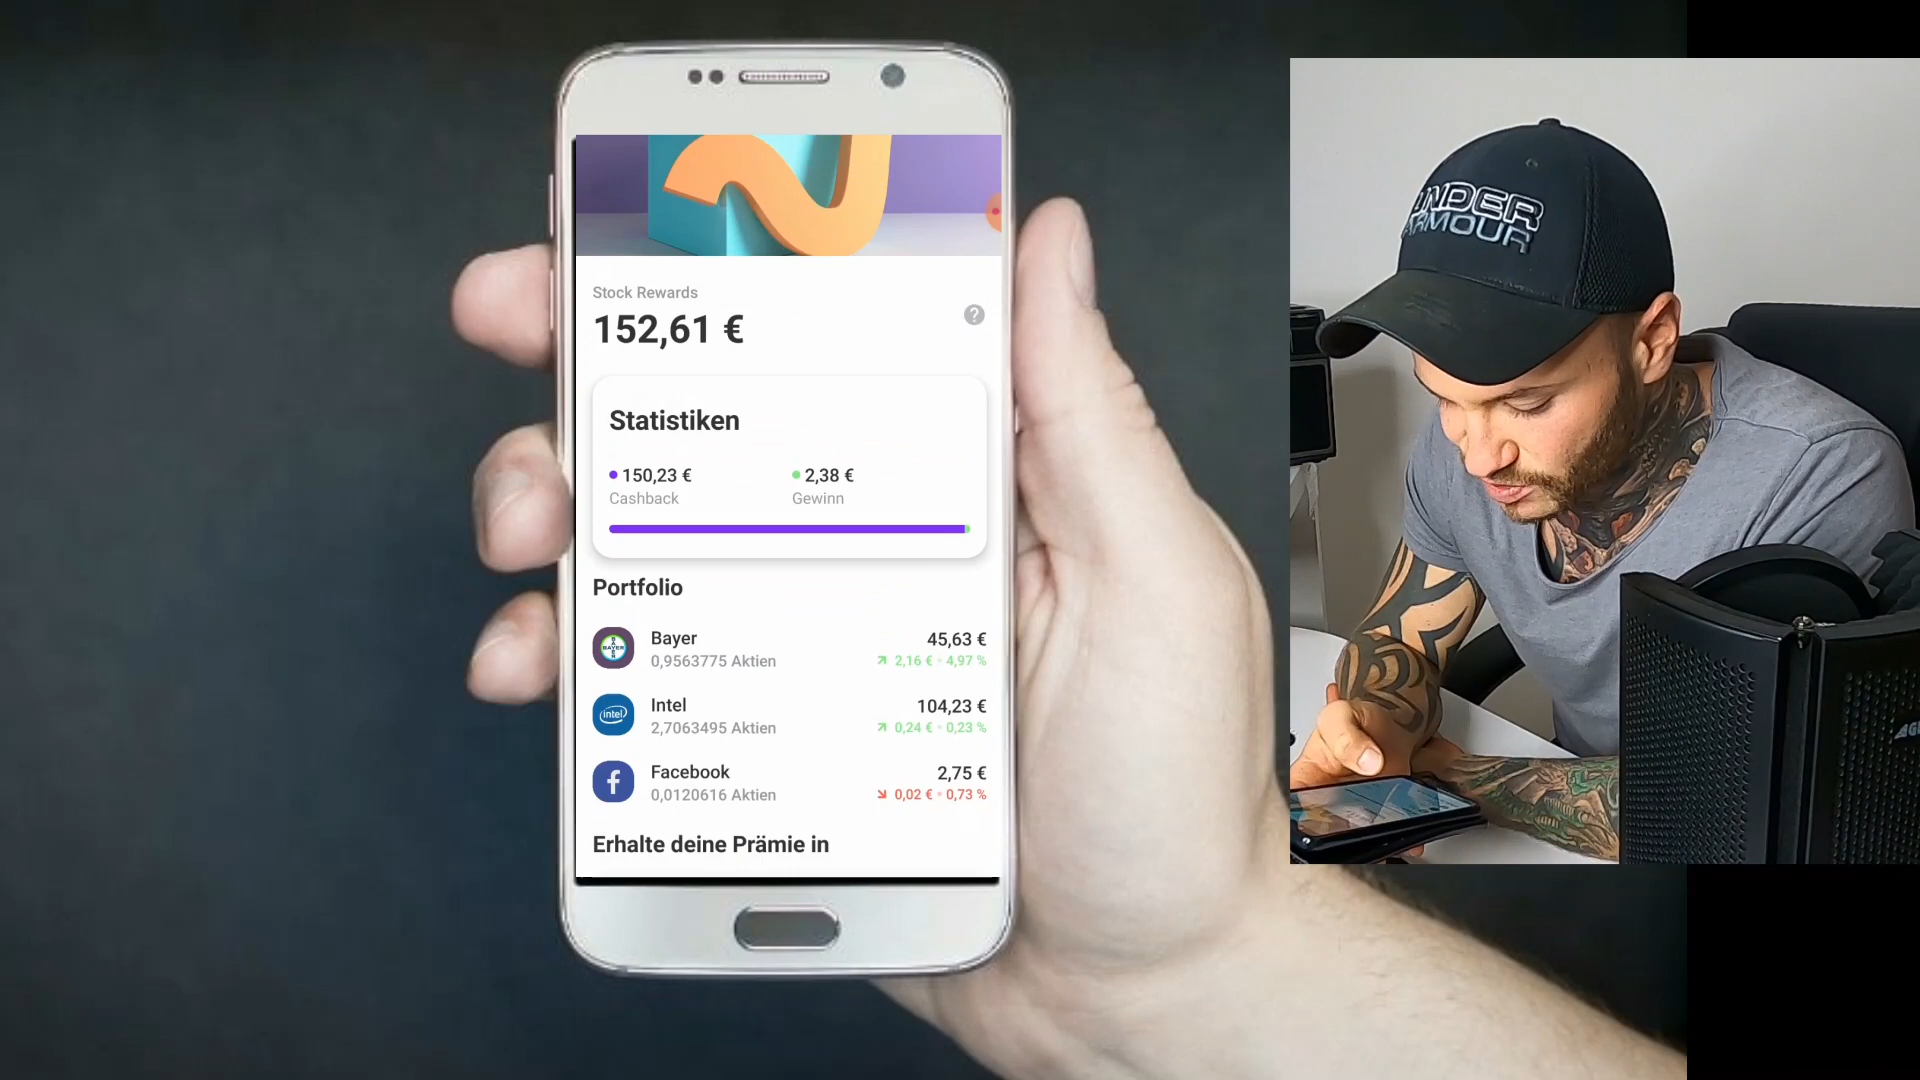 Stock Rewards
152,61 €
?
Statistiken
150,23 €
2,38 €
Cashback
Gewinn
Portfolio
BAYER
Bayer
45,63 €
0,9563775 Aktien
2,16 € • 4,97 %
intel
Intel
104,23 €
2,7063495 Aktien
0,24 € • 0,23 %
f
Facebook
2,75 €
0,0120616 Aktien
0,02 € • 0,73 %
Erhalte deine Prämie in
UNDER
ARMOUR